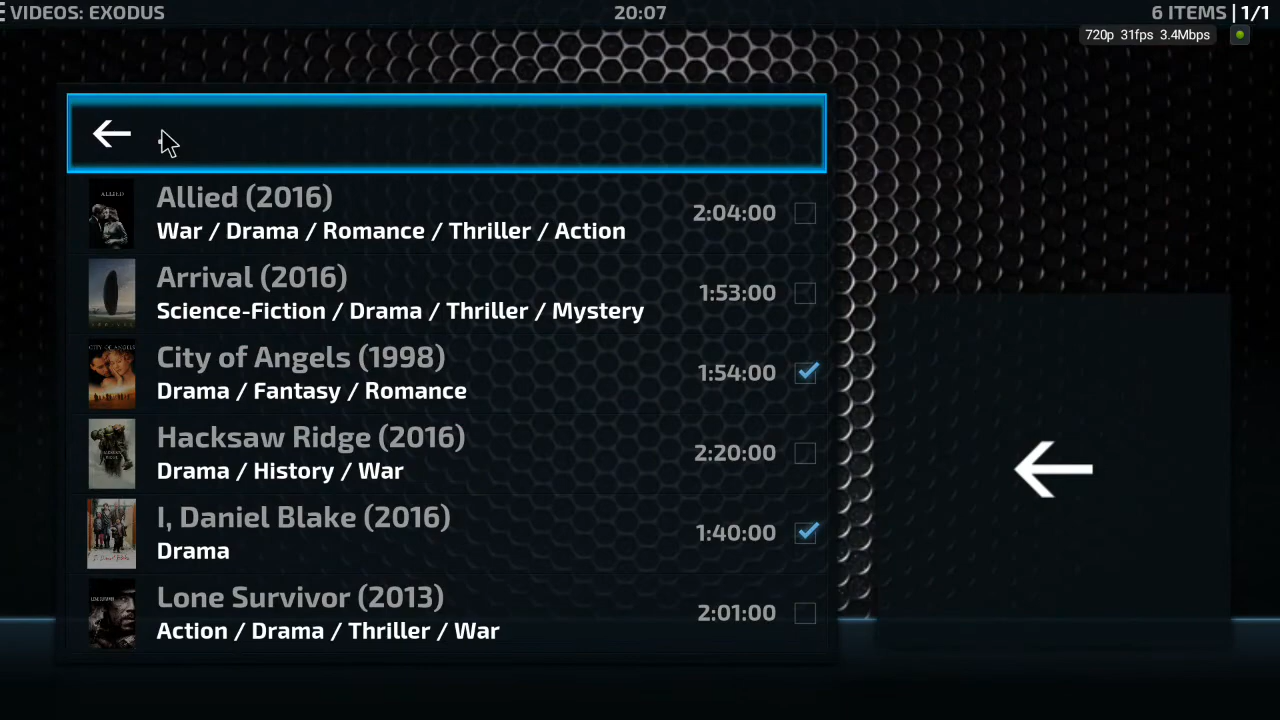 VIDEOS: EXODUS
20:07
6 ITEMS | 1/1
720p 31fps 3.4Mbps
Allied (2016)
2:04:00
War / Drama / Romance / Thriller / Action
Arrival (2016)
1:53:00
Science-Fiction / Drama / Thriller / Mystery
City of Angels (1998)
1:54:00
Drama / Fantasy / Romance
Hacksaw Ridge (2016)
2:20:00
Drama / History / War
I, Daniel Blake (2016)
1:40:00
Drama
Lone Survivor (2013)
2:01:00
Action / Drama / Thriller / War